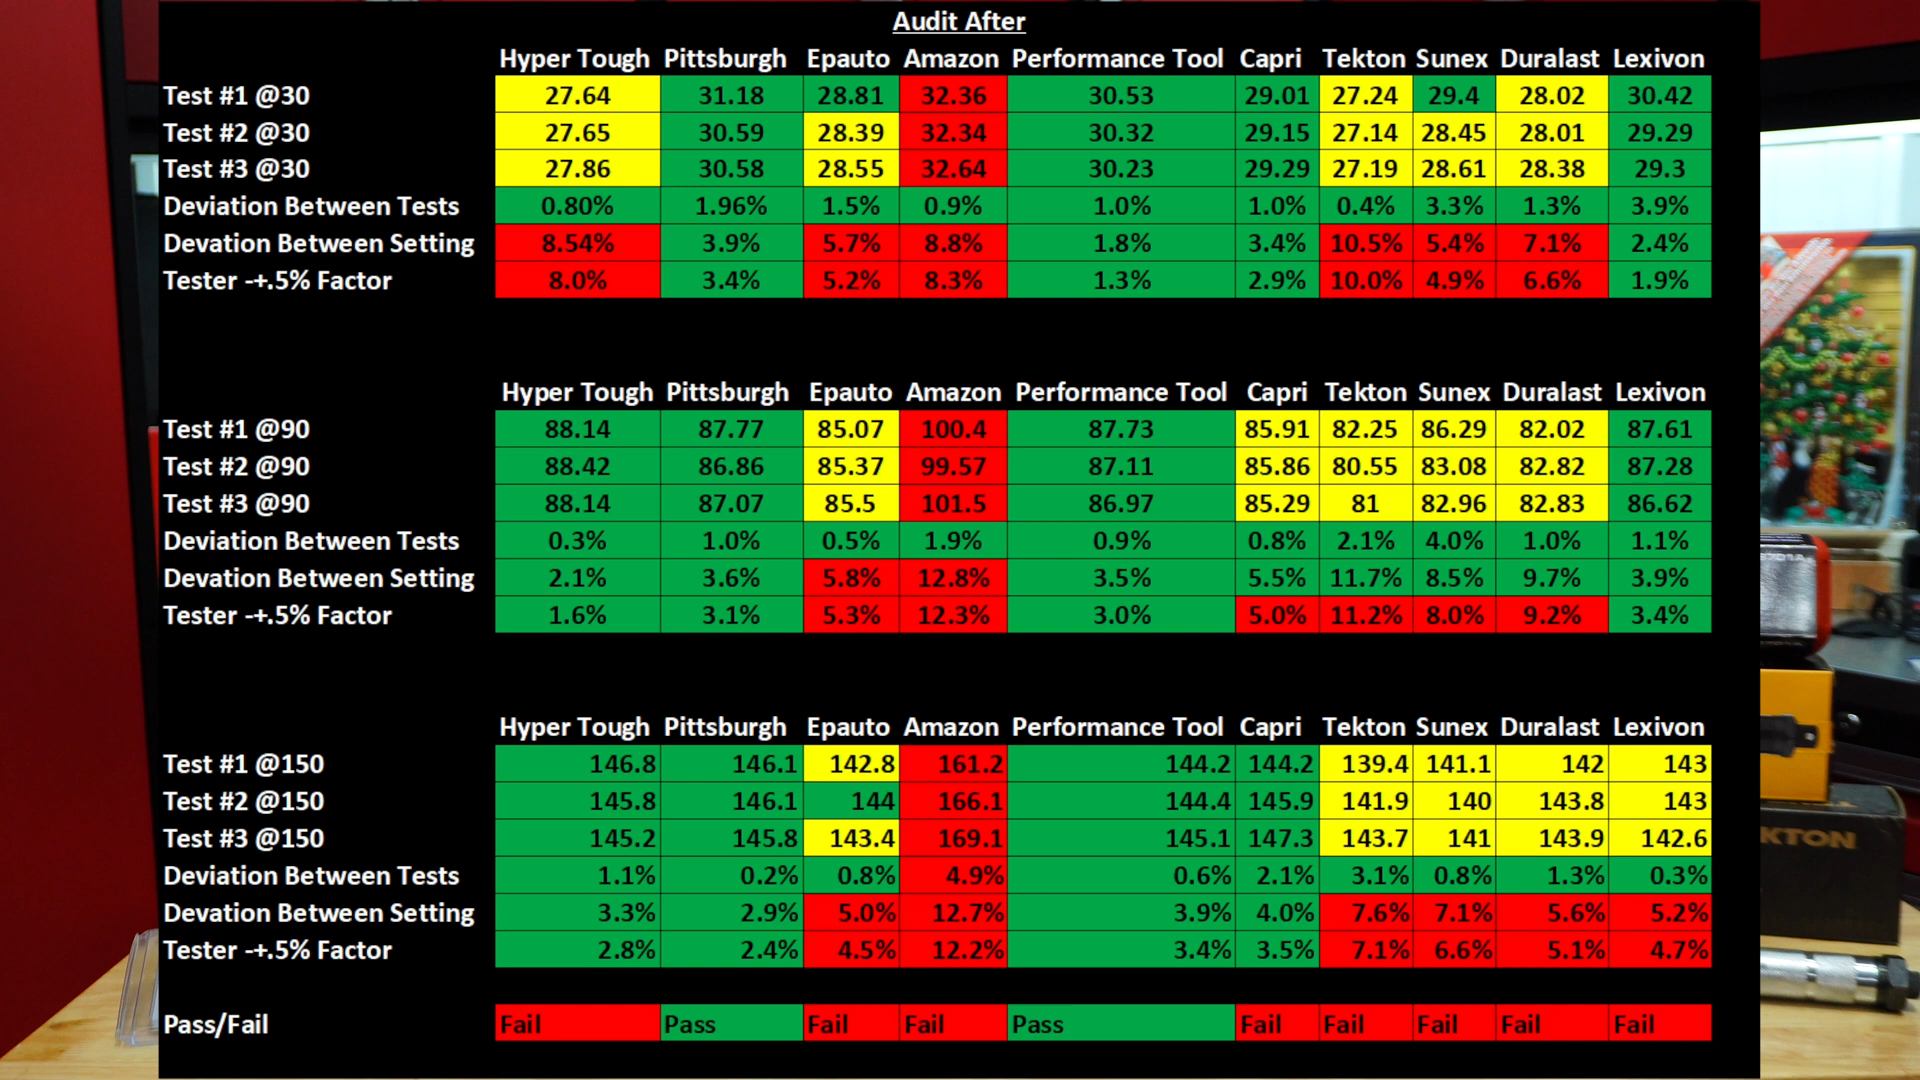 Audit After
Hyper Tough Pittsburgh Epauto Amazon Performance Tool Capri Tekton Sunex Duralast Lexivon
Test #1 @30 27.64 31.18 28.81 32.36 30.53 29.01 27.24 29.4 28.02 30.42
Test #2 @30 27.65 30.59 28.39 32.34 30.32 29.15 27.14 28.45 28.01 29.29
Test #3 @30 27.86 30.58 28.55 32.64 30.23 29.29 27.19 28.61 28.38 29.3
Deviation Between Tests 0.80% 1.96% 1.5% 0.9% 1.0% 1.0% 0.4% 3.3% 1.3% 3.9%
Devation Between Setting 8.54% 3.9% 5.7% 8.8% 1.8% 3.4% 10.5% 5.4% 7.1% 2.4%
Tester -+.5% Factor 8.0% 3.4% 5.2% 8.3% 1.3% 2.9% 10.0% 4.9% 6.6% 1.9%
Hyper Tough Pittsburgh Epauto Amazon Performance Tool Capri Tekton Sunex Duralast Lexivon
Test #1 @90 88.14 87.77 85.07 100.4 87.73 85.91 82.25 86.29 82.02 87.61
Test #2 @90 88.42 86.86 85.37 99.57 87.11 85.86 80.55 83.08 82.82 87.28
Test #3 @90 88.14 87.07 85.5 101.5 86.97 85.29 81 82.96 82.83 86.62
Deviation Between Tests 0.3% 1.0% 0.5% 1.9% 0.9% 0.8% 2.1% 4.0% 1.0% 1.1%
Devation Between Setting 2.1% 3.6% 5.8% 12.8% 3.5% 5.5% 11.7% 8.5% 9.7% 3.9%
Tester -+.5% Factor 1.6% 3.1% 5.3% 12.3% 3.0% 5.0% 11.2% 8.0% 9.2% 3.4%
Hyper Tough Pittsburgh Epauto Amazon Performance Tool Capri Tekton Sunex Duralast Lexivon
Test #1 @150 146.8 146.1 142.8 161.2 144.2 144.2 139.4 141.1 142 143
Test #2 @150 145.8 146.1 144 166.1 144.4 145.9 141.9 140 143.8 143
Test #3 @150 145.2 145.8 143.4 169.1 145.1 147.3 143.7 141 143.9 142.6
Deviation Between Tests 1.1% 0.2% 0.8% 4.9% 0.6% 2.1% 3.1% 0.8% 1.3% 0.3%
Devation Between Setting 3.3% 2.9% 5.0% 12.7% 3.9% 4.0% 7.6% 7.1% 5.6% 5.2%
Tester -+.5% Factor 2.8% 2.4% 4.5% 12.2% 3.4% 3.5% 7.1% 6.6% 5.1% 4.7%
Pass/Fail Fail Pass Fail Fail Pass Fail Fail Fail Fail Fail
KTON